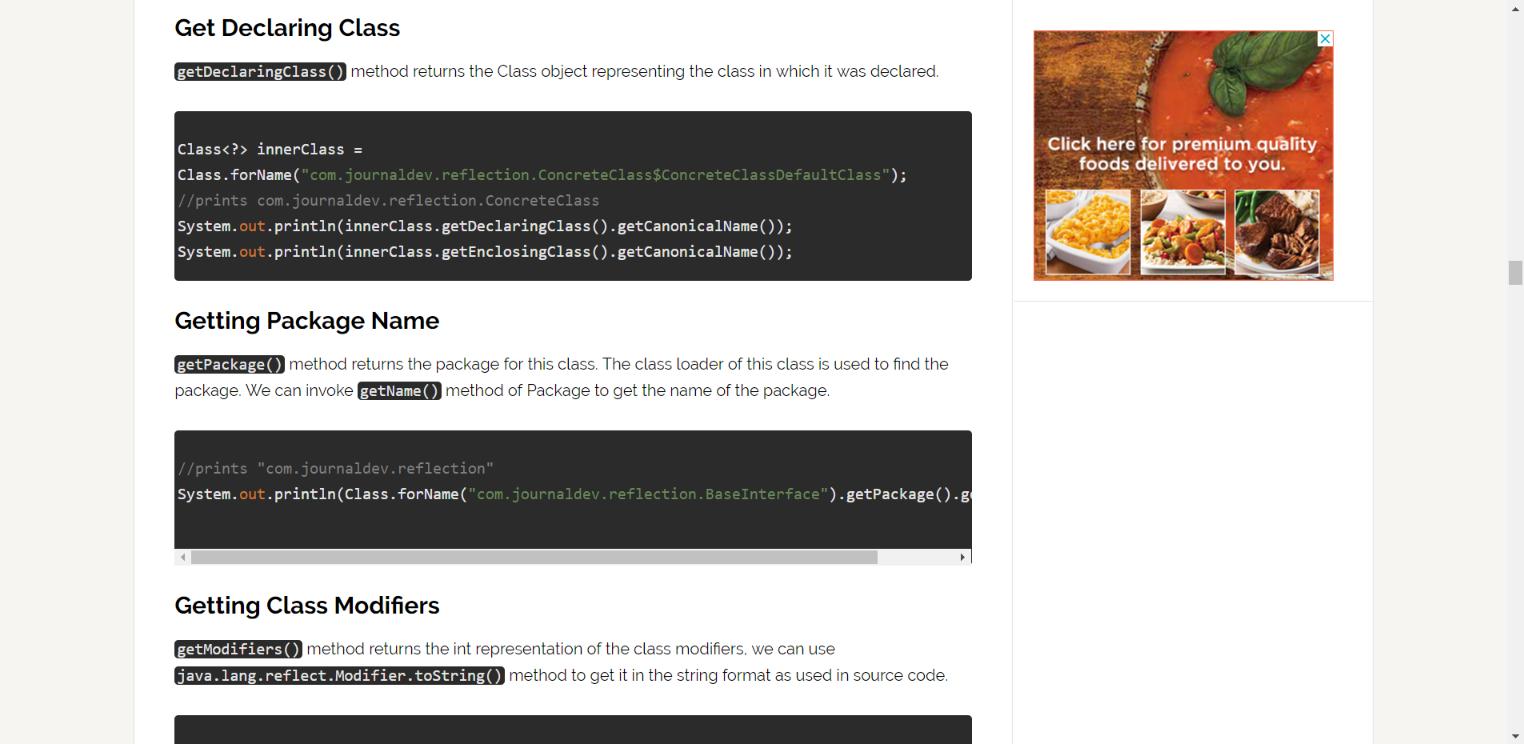 Get Declaring Class
getDeclaringClass() method returns the Class object representing the class in which it was declared.
Class<?> innerClass =
Class.forName("com.journaldev.reflection.ConcreteClass$ConcreteClassDefaultClass");
//prints com.journaldev.reflection.ConcreteClass
System.out.println(innerClass.getDeclaringClass().getCanonicalName());
System.out.println(innerClass.getEnclosingClass().getCanonicalName());
Getting Package Name
getPackage() method returns the package for this class. The class loader of this class is used to find the
package. We can invoke getName() method of Package to get the name of the package.
//prints "com.journaldev.reflection"
System.out.println(Class.forName("com.journaldev.reflection.BaseInterface").getPackage().g
Getting Class Modifiers
getModifiers() method returns the int representation of the class modifiers, we can use
java.lang.reflect.Modifier.toString() method to get it in the string format as used in source code.
Click here for premium quality
foods delivered to you.